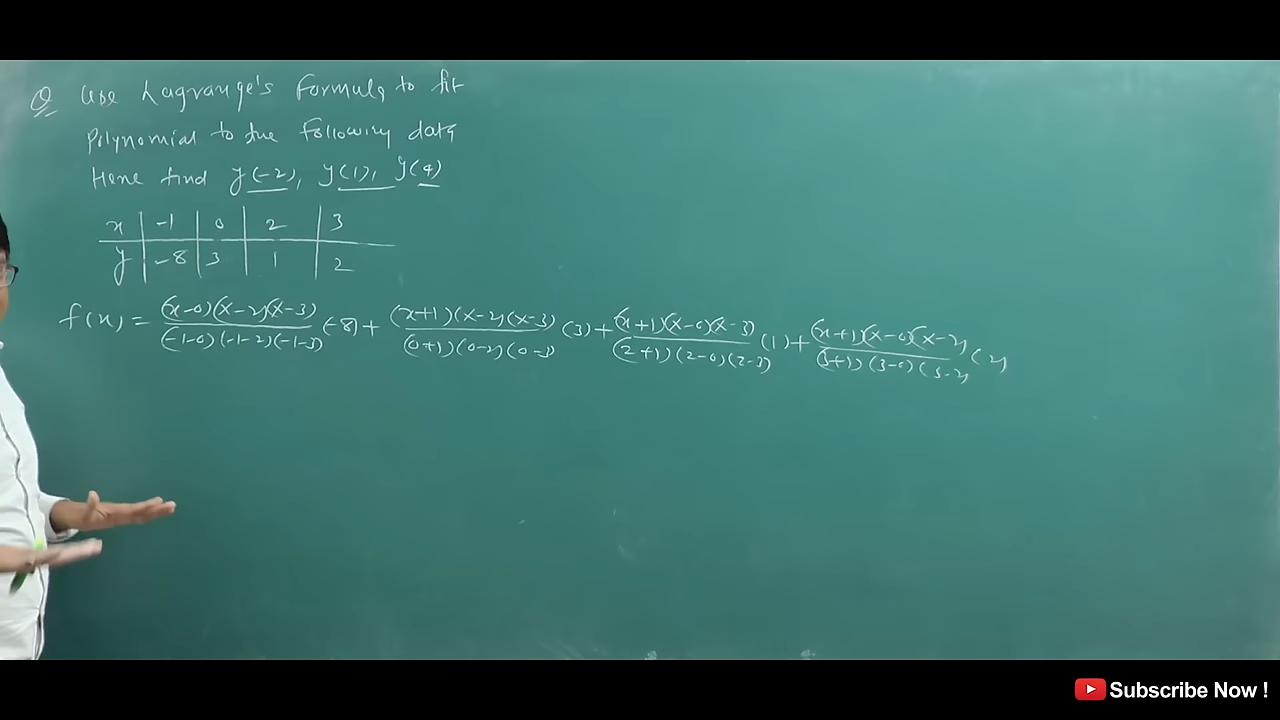 Q Use Lagrange's Formula to fit
Polynomial to the following data
Hence find y(-2), y(1), y(4)
x | -1 | 0 | 2 | 3
y | -8 | 3 | 1 | 2
f(x) = (x-0)(x-2)(x-3)/(-1-0)(-1-2)(-1-3) (-8) + (x+1)(x-2)(x-3)/(0+1)(0-2)(0-3) (3) + (x+1)(x-0)(x-3)/(2+1)(2-0)(2-3) (1) + (x+1)(x-0)(x-2)/(3+1)(3-0)(3-2) (2)
Subscribe Now !